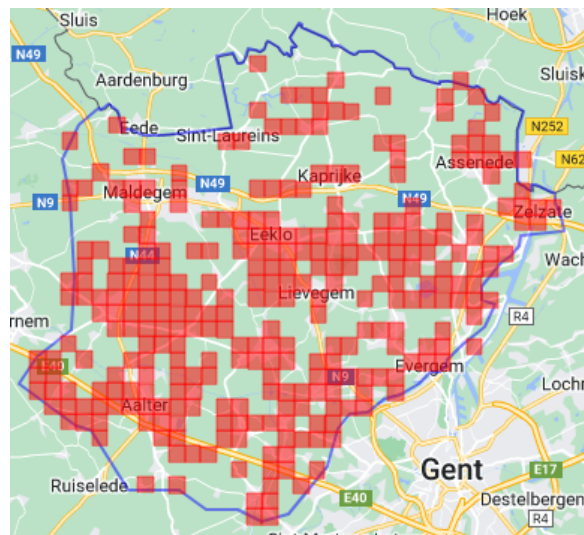 Sluis
Hoek
N49
Aardenburg
Sluisk
Eede
Sint-Laureins
N252
Assenede
N62
Kaprijke
N49
Maldegem
N9
N49
Zelzate
Eeklo
N44
Wach
Lievegem
R4
ernem
E40
Evergem
N9
Lochr
Aalter
Gent
E17
Ruiselede
E40
Destelbergen
R4